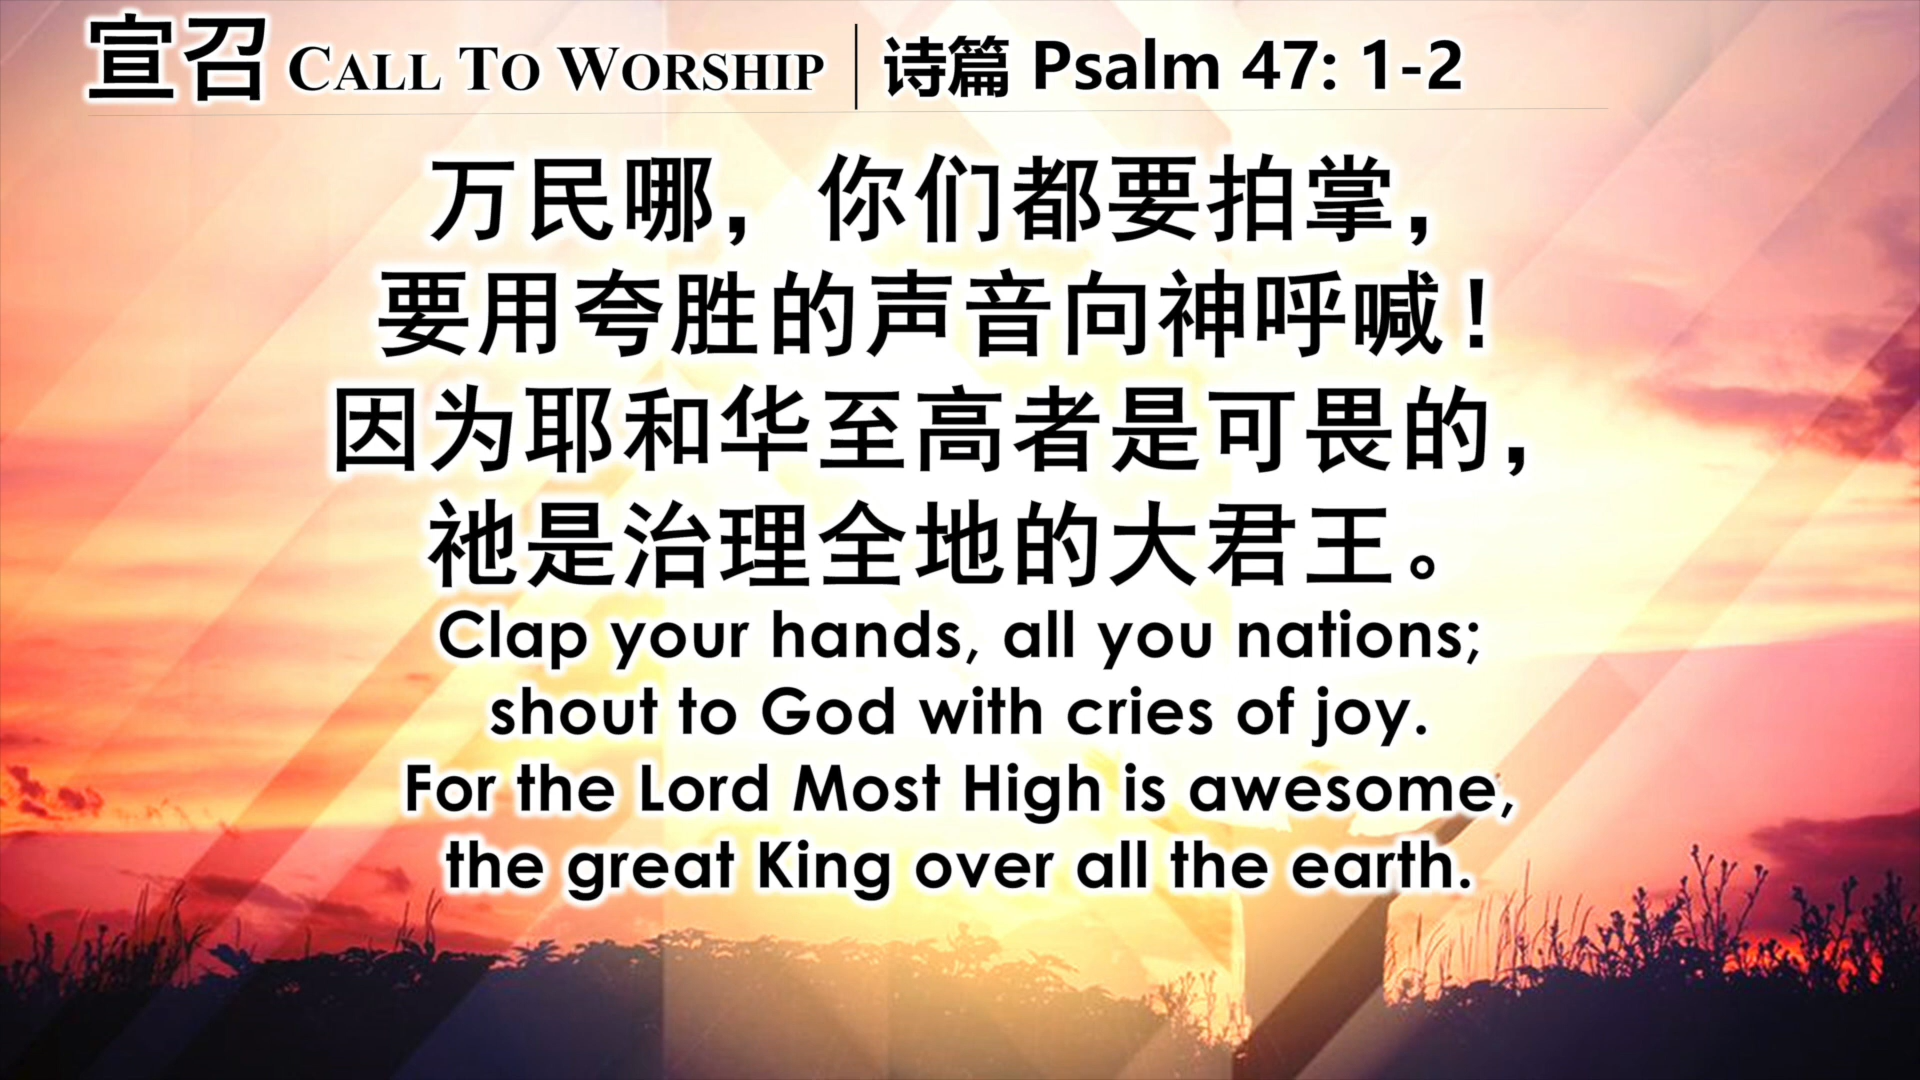 宣召 CALL TO WORSHIP 诗篇 Psalm 47: 1-2
万民哪，你们都要拍掌，
要用夸胜的声音向神呼喊！
因为耶和华至高者是可畏的，
祂是治理全地的大君王。
Clap your hands, all you nations;
shout to God with cries of joy.
For the Lord Most High is awesome,
the great King over all the earth.